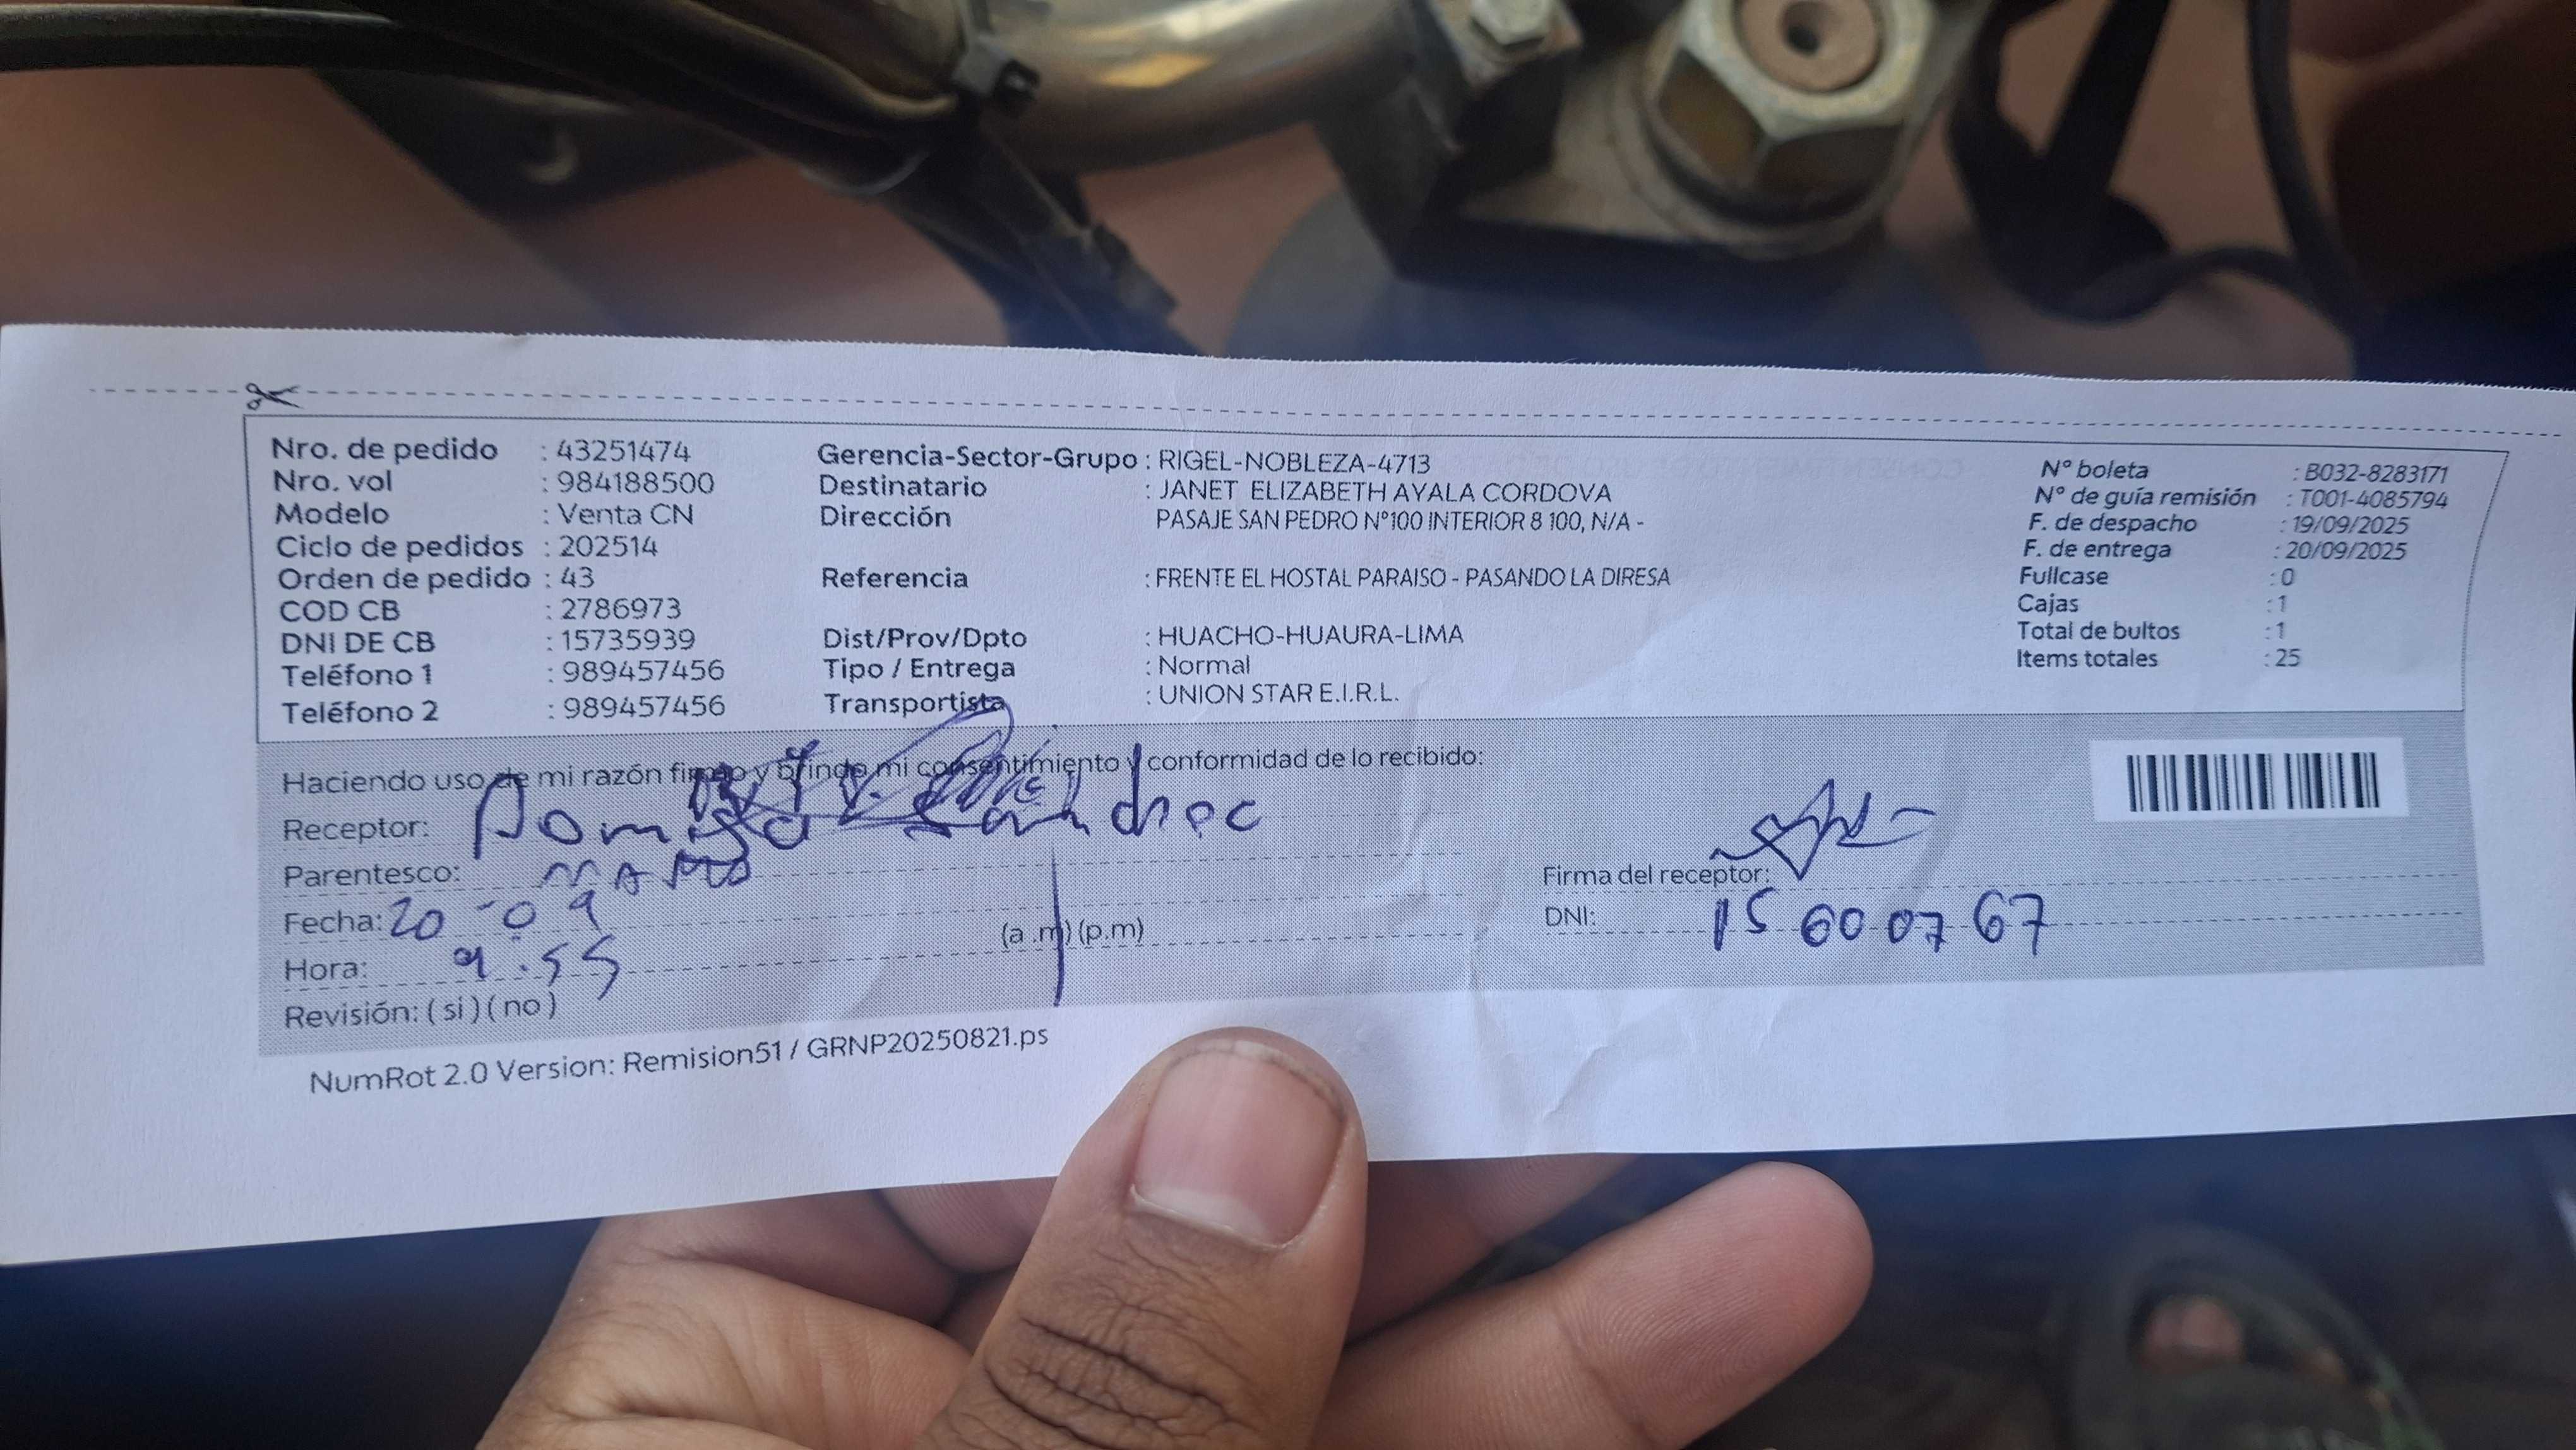 Nro. de pedido : 43251474
Nro. vol : 984188500
Modelo : Venta CN
Ciclo de pedidos : 202514
Orden de pedido : 43
COD CB : 2786973
DNI DE CB : 15735939
Teléfono 1 : 989457456
Teléfono 2 : 989457456
Gerencia-Sector-Grupo : RIGEL-NOBLEZA-4713
Destinatario : JANET ELIZABETH AYALA CORDOVA
Dirección PASAJE SAN PEDRO Nº100 INTERIOR 8 100, N/A -
Referencia : FRENTE EL HOSTAL PARAISO - PASANDO LA DIRESA
Dist/Prov/Dpto : HUACHO-HUAURA-LIMA
Tipo / Entrega : Normal
Transportista : UNION STAR E.I.R.L.
Nº boleta : B032-8283171
Nº de guía remisión : T001-4085794
F. de despacho : 19/09/2025
F. de entrega : 20/09/2025
Fullcase : 0
Cajas : 1
Total de bultos : 1
Items totales : 25
Haciendo uso de mi razón firmo y brindo mi consentimiento y conformidad de lo recibido:
Receptor:
Parentesco:
Fecha: 20-09
Hora: 9:55 (a.m) (p.m)
Revisión: ( si ) ( no )
Firma del receptor:
DNI: 15600767
NumRot 2.0 Version: Remision51 / GRNP20250821.ps